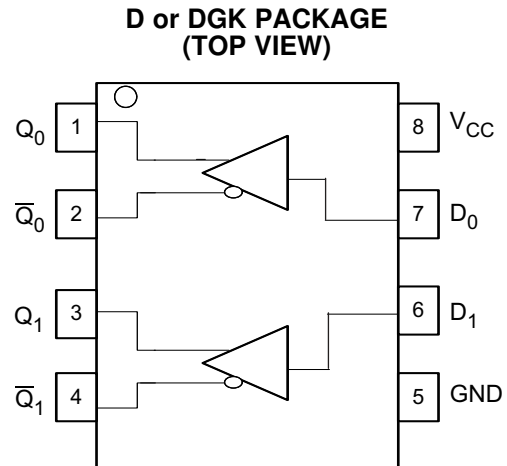 D or DGK PACKAGE
(TOP VIEW)
Q0 1
Q̅0 2
Q1 3
Q̅1 4
8 VCC
7 D0
6 D1
5 GND